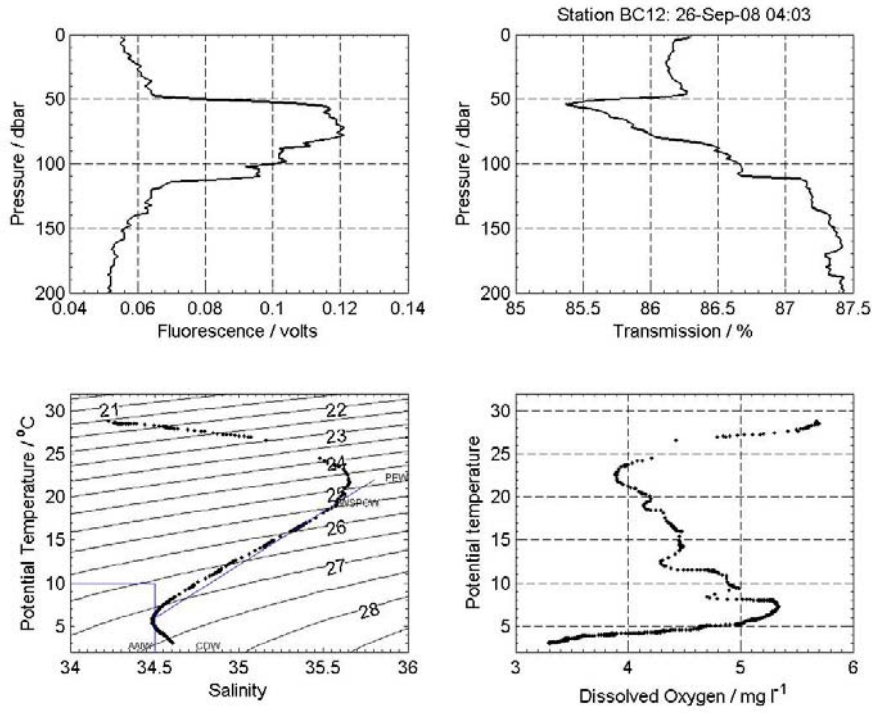 Station BC12: 26-Sep-08 04:03
0
50
100
150
200
Pressure / dbar
0.04 0.06 0.08 0.1 0.12 0.14
Fluorescence / volts
0
50
100
150
200
Pressure / dbar
85 85.5 86 86.5 87 87.5
Transmission / %
30
25
20
15
10
5
Potential Temperature / °C
21 22
23
24
25
26
27
28
PEW
WSPCW
AAIW CDW
34 34.5 35 35.5 36
Salinity
30
25
20
15
10
5
Potential temperature
3 4 5 6
Dissolved Oxygen / mg l⁻¹